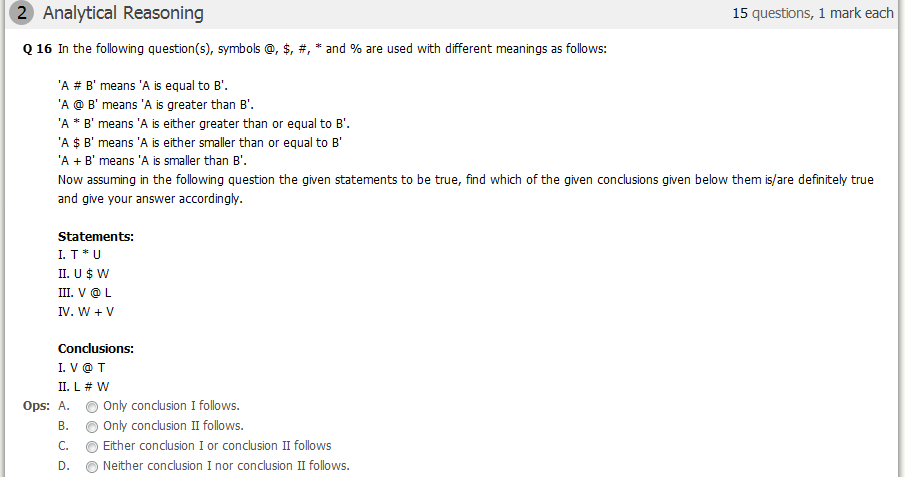 2 Analytical Reasoning 15 questions, 1 mark each
Q 16 In the following question(s), symbols @, $, #, * and % are used with different meanings as follows:
'A # B' means 'A is equal to B'.
'A @ B' means 'A is greater than B'.
'A * B' means 'A is either greater than or equal to B'.
'A $ B' means 'A is either smaller than or equal to B'
'A + B' means 'A is smaller than B'.
Now assuming in the following question the given statements to be true, find which of the given conclusions given below them is/are definitely true
and give your answer accordingly.
Statements:
I. T * U
II. U $ W
III. V @ L
IV. W + V
Conclusions:
I. V @ T
II. L # W
Ops: A. Only conclusion I follows.
B. Only conclusion II follows.
C. Either conclusion I or conclusion II follows
D. Neither conclusion I nor conclusion II follows.